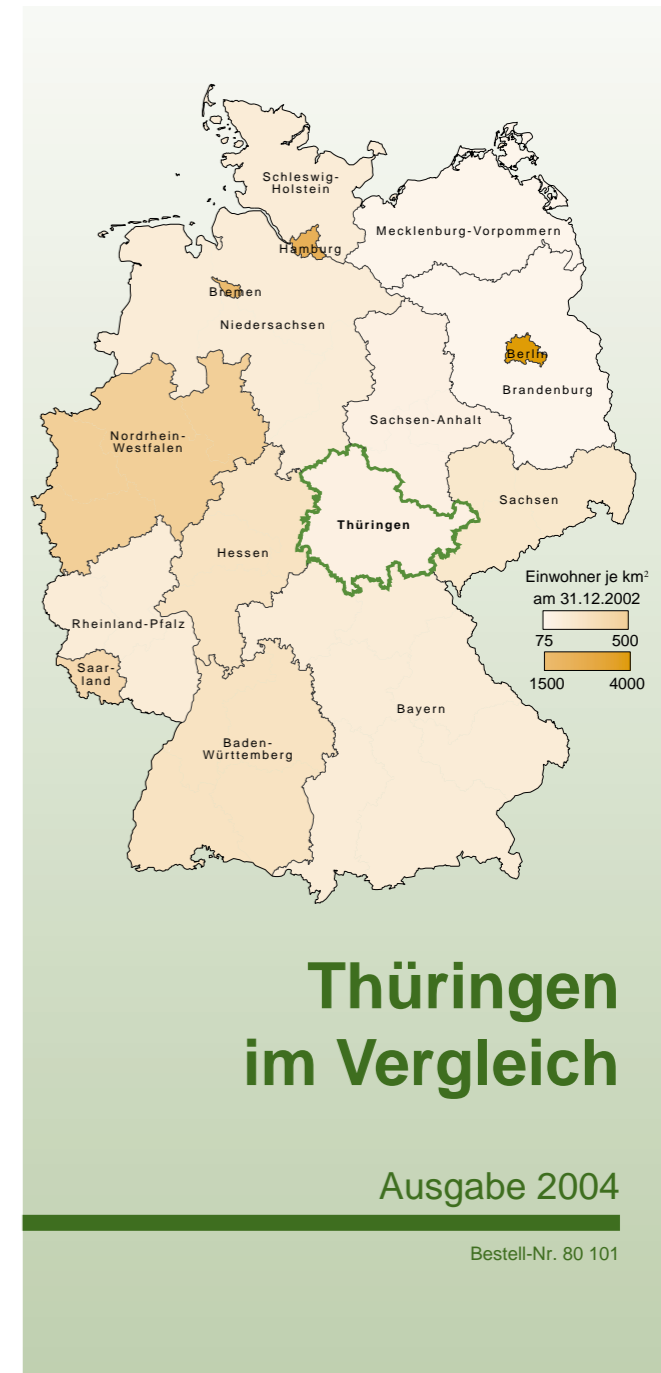 Schleswig-
Holstein
Mecklenburg-Vorpommern
Hamburg
Bremen
Niedersachsen
Berlin
Brandenburg
Sachsen-Anhalt
Nordrhein-
Westfalen
Sachsen
Thüringen
Hessen
Einwohner je km²
am 31.12.2002
75 500
1500 4000
Rheinland-Pfalz
Saar-
land
Bayern
Baden-
Württemberg
Thüringen
im Vergleich
Ausgabe 2004
Bestell-Nr. 80 101